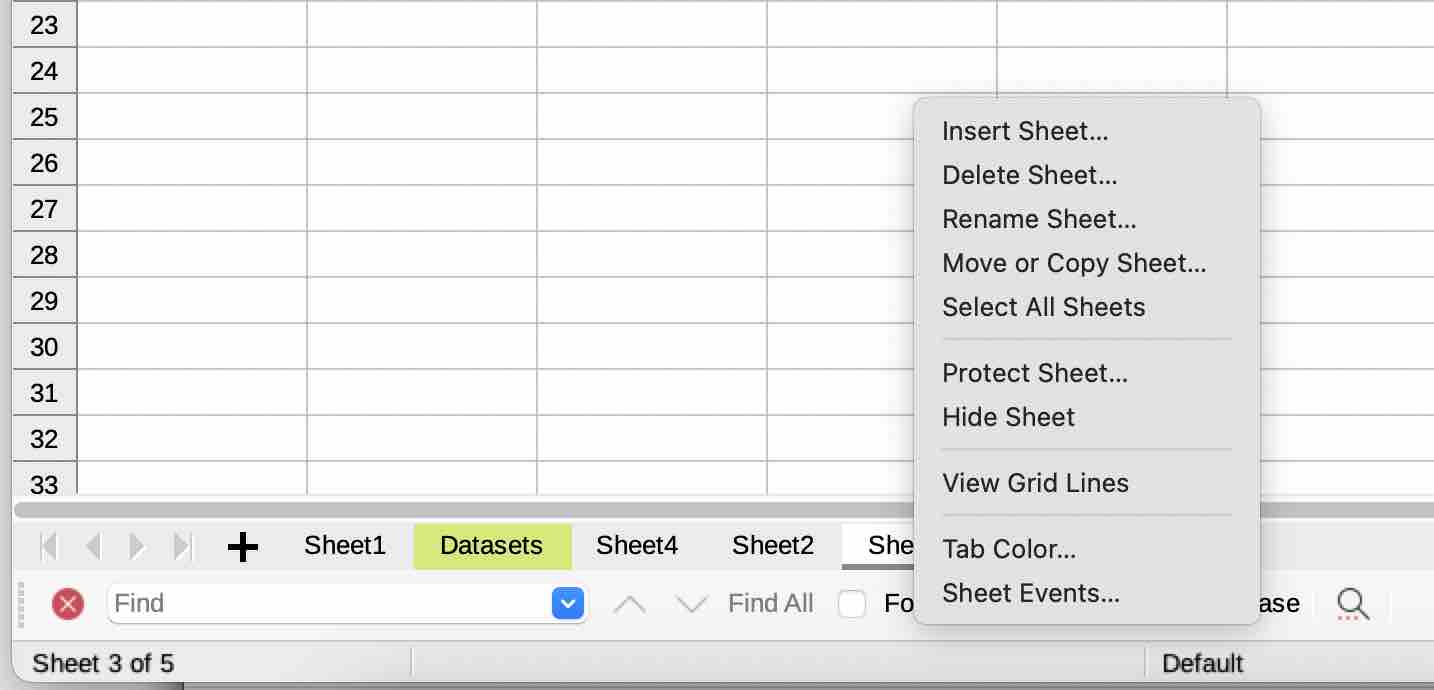 23
24
25
26
27
28
29
30
31
32
33
Insert Sheet...
Delete Sheet...
Rename Sheet...
Move or Copy Sheet...
Select All Sheets
Protect Sheet...
Hide Sheet
View Grid Lines
Tab Color...
Sheet Events...
Sheet1 Datasets Sheet4 Sheet2 She
Find Find All Fo ase
Sheet 3 of 5 Default